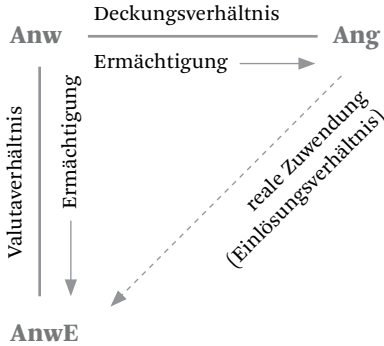 Deckungsverhältnis
Anw
Ang
Ermächtigung
Valutaverhältnis
Ermächtigung
reale Zuwendung
(Einlösungsverhältnis)
AnwE